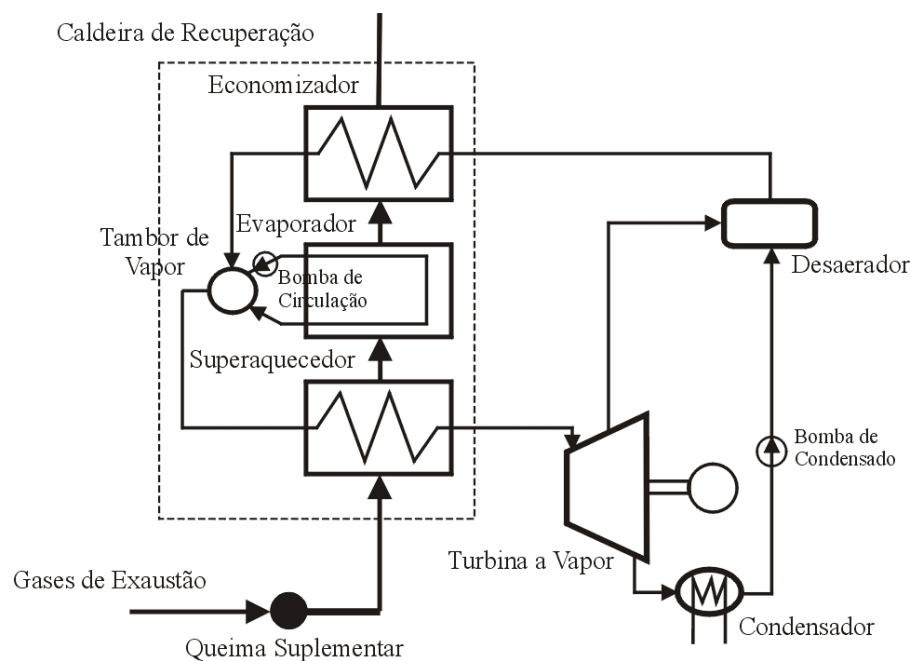 Caldeira de Recuperação
Economizador
Evaporador
Tambor de
Vapor
Bomba de
Circulação
Desaerador
Superaquecedor
Bomba de
Condensado
Turbina a Vapor
Gases de Exaustão
Condensador
Queima Suplementar